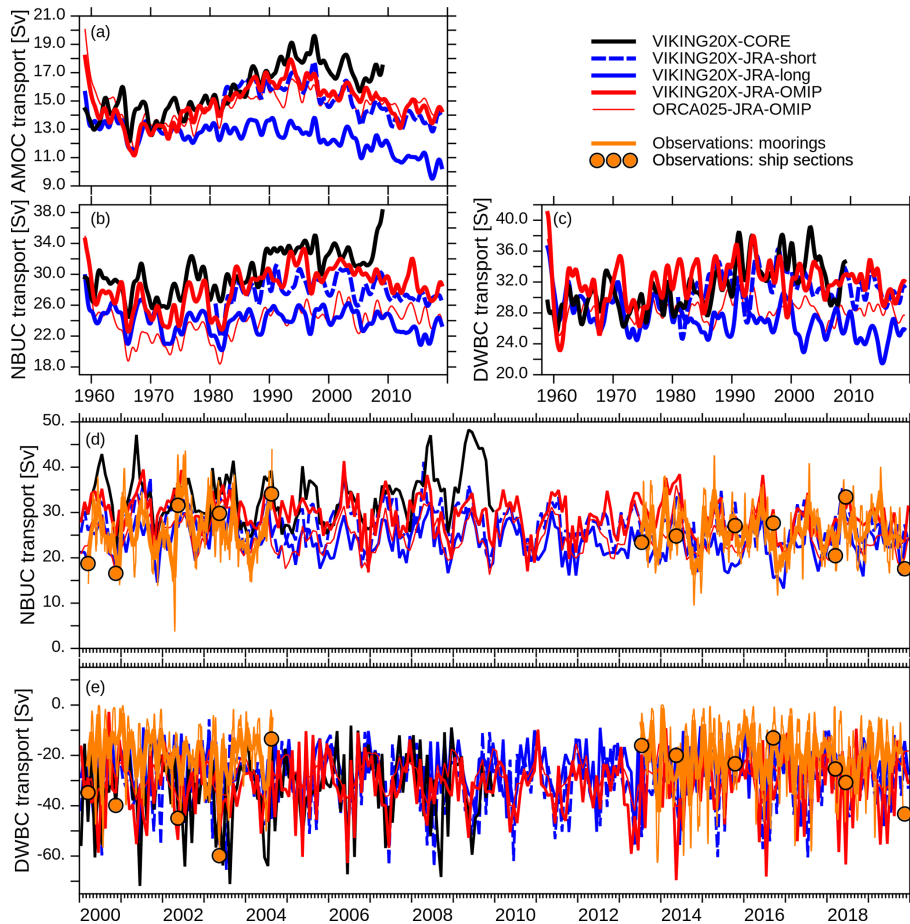 21.0
19.0
17.0
15.0
13.0
11.0
9.0
AMOC transport [Sv]
(a)
VIKING20X-CORE
VIKING20X-JRA-short
VIKING20X-JRA-long
VIKING20X-JRA-OMIP
ORCA025-JRA-OMIP
Observations: moorings
Observations: ship sections
38.0
34.0
30.0
26.0
22.0
18.0
NBUC transport [Sv]
(b)
1960 1970 1980 1990 2000 2010
40.0
36.0
32.0
28.0
24.0
20.0
DWBC transport [Sv]
(c)
1960 1970 1980 1990 2000 2010
50.
40.
30.
20.
10.
0.
NBUC transport [Sv]
(d)
0.
-20.
-40.
-60.
DWBC transport [Sv]
(e)
2000 2002 2004 2006 2008 2010 2012 2014 2016 2018